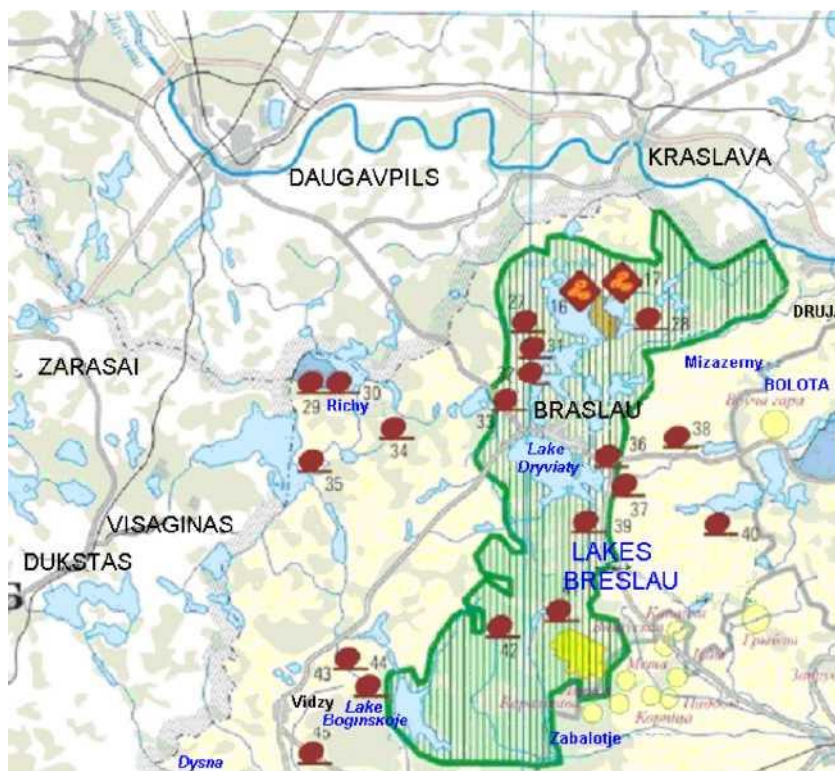 DAUGAVPILS
KRASLAVA
17
16
27
28
DRUJA
31
ZARASAI
32
Mizazerny
BOLOTA
29
30
Richy
33
BRASLAU
34
36
38
Lake
Dryviaty
35
37
VISAGINAS
39
40
LAKES
BRESLAU
DUKSTAS
S
42
43
44
Vidzy
Lake
Boginskoje
45
Zabalotje
Dysna